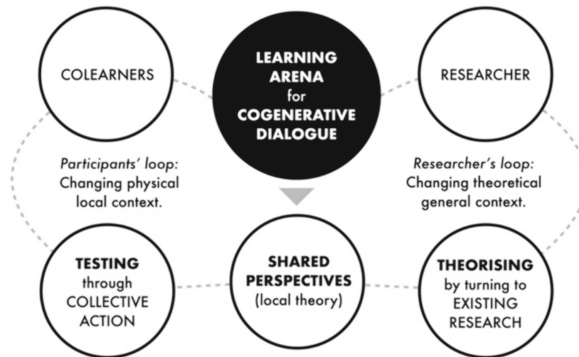 COLEARNERS
LEARNING
ARENA
for
COGENERATIVE
DIALOGUE
RESEARCHER
Participants' loop:
Changing physical
local context.
Researcher's loop:
Changing theoretical
general context.
TESTING
through
COLLECTIVE
ACTION
SHARED
PERSPECTIVES
(local theory)
THEORISING
by turning to
EXISTING
RESEARCH